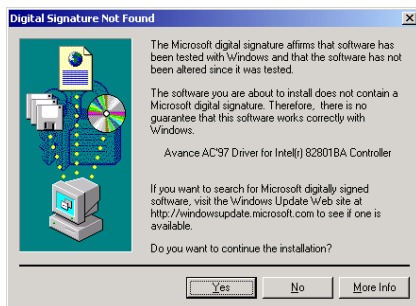 Digital Signature Not Found
The Microsoft digital signature affirms that software has
been tested with Windows and that the software has not
been altered since it was tested.
The software you are about to install does not contain a
Microsoft digital signature. Therefore, there is no
guarantee that this software works correctly with
Windows.
Avance AC'97 Driver for Intel(r) 82801BA Controller
If you want to search for Microsoft digitally signed
software, visit the Windows Update Web site at
http://windowsupdate.microsoft.com to see if one is
available.
Do you want to continue the installation?
Yes No More Info